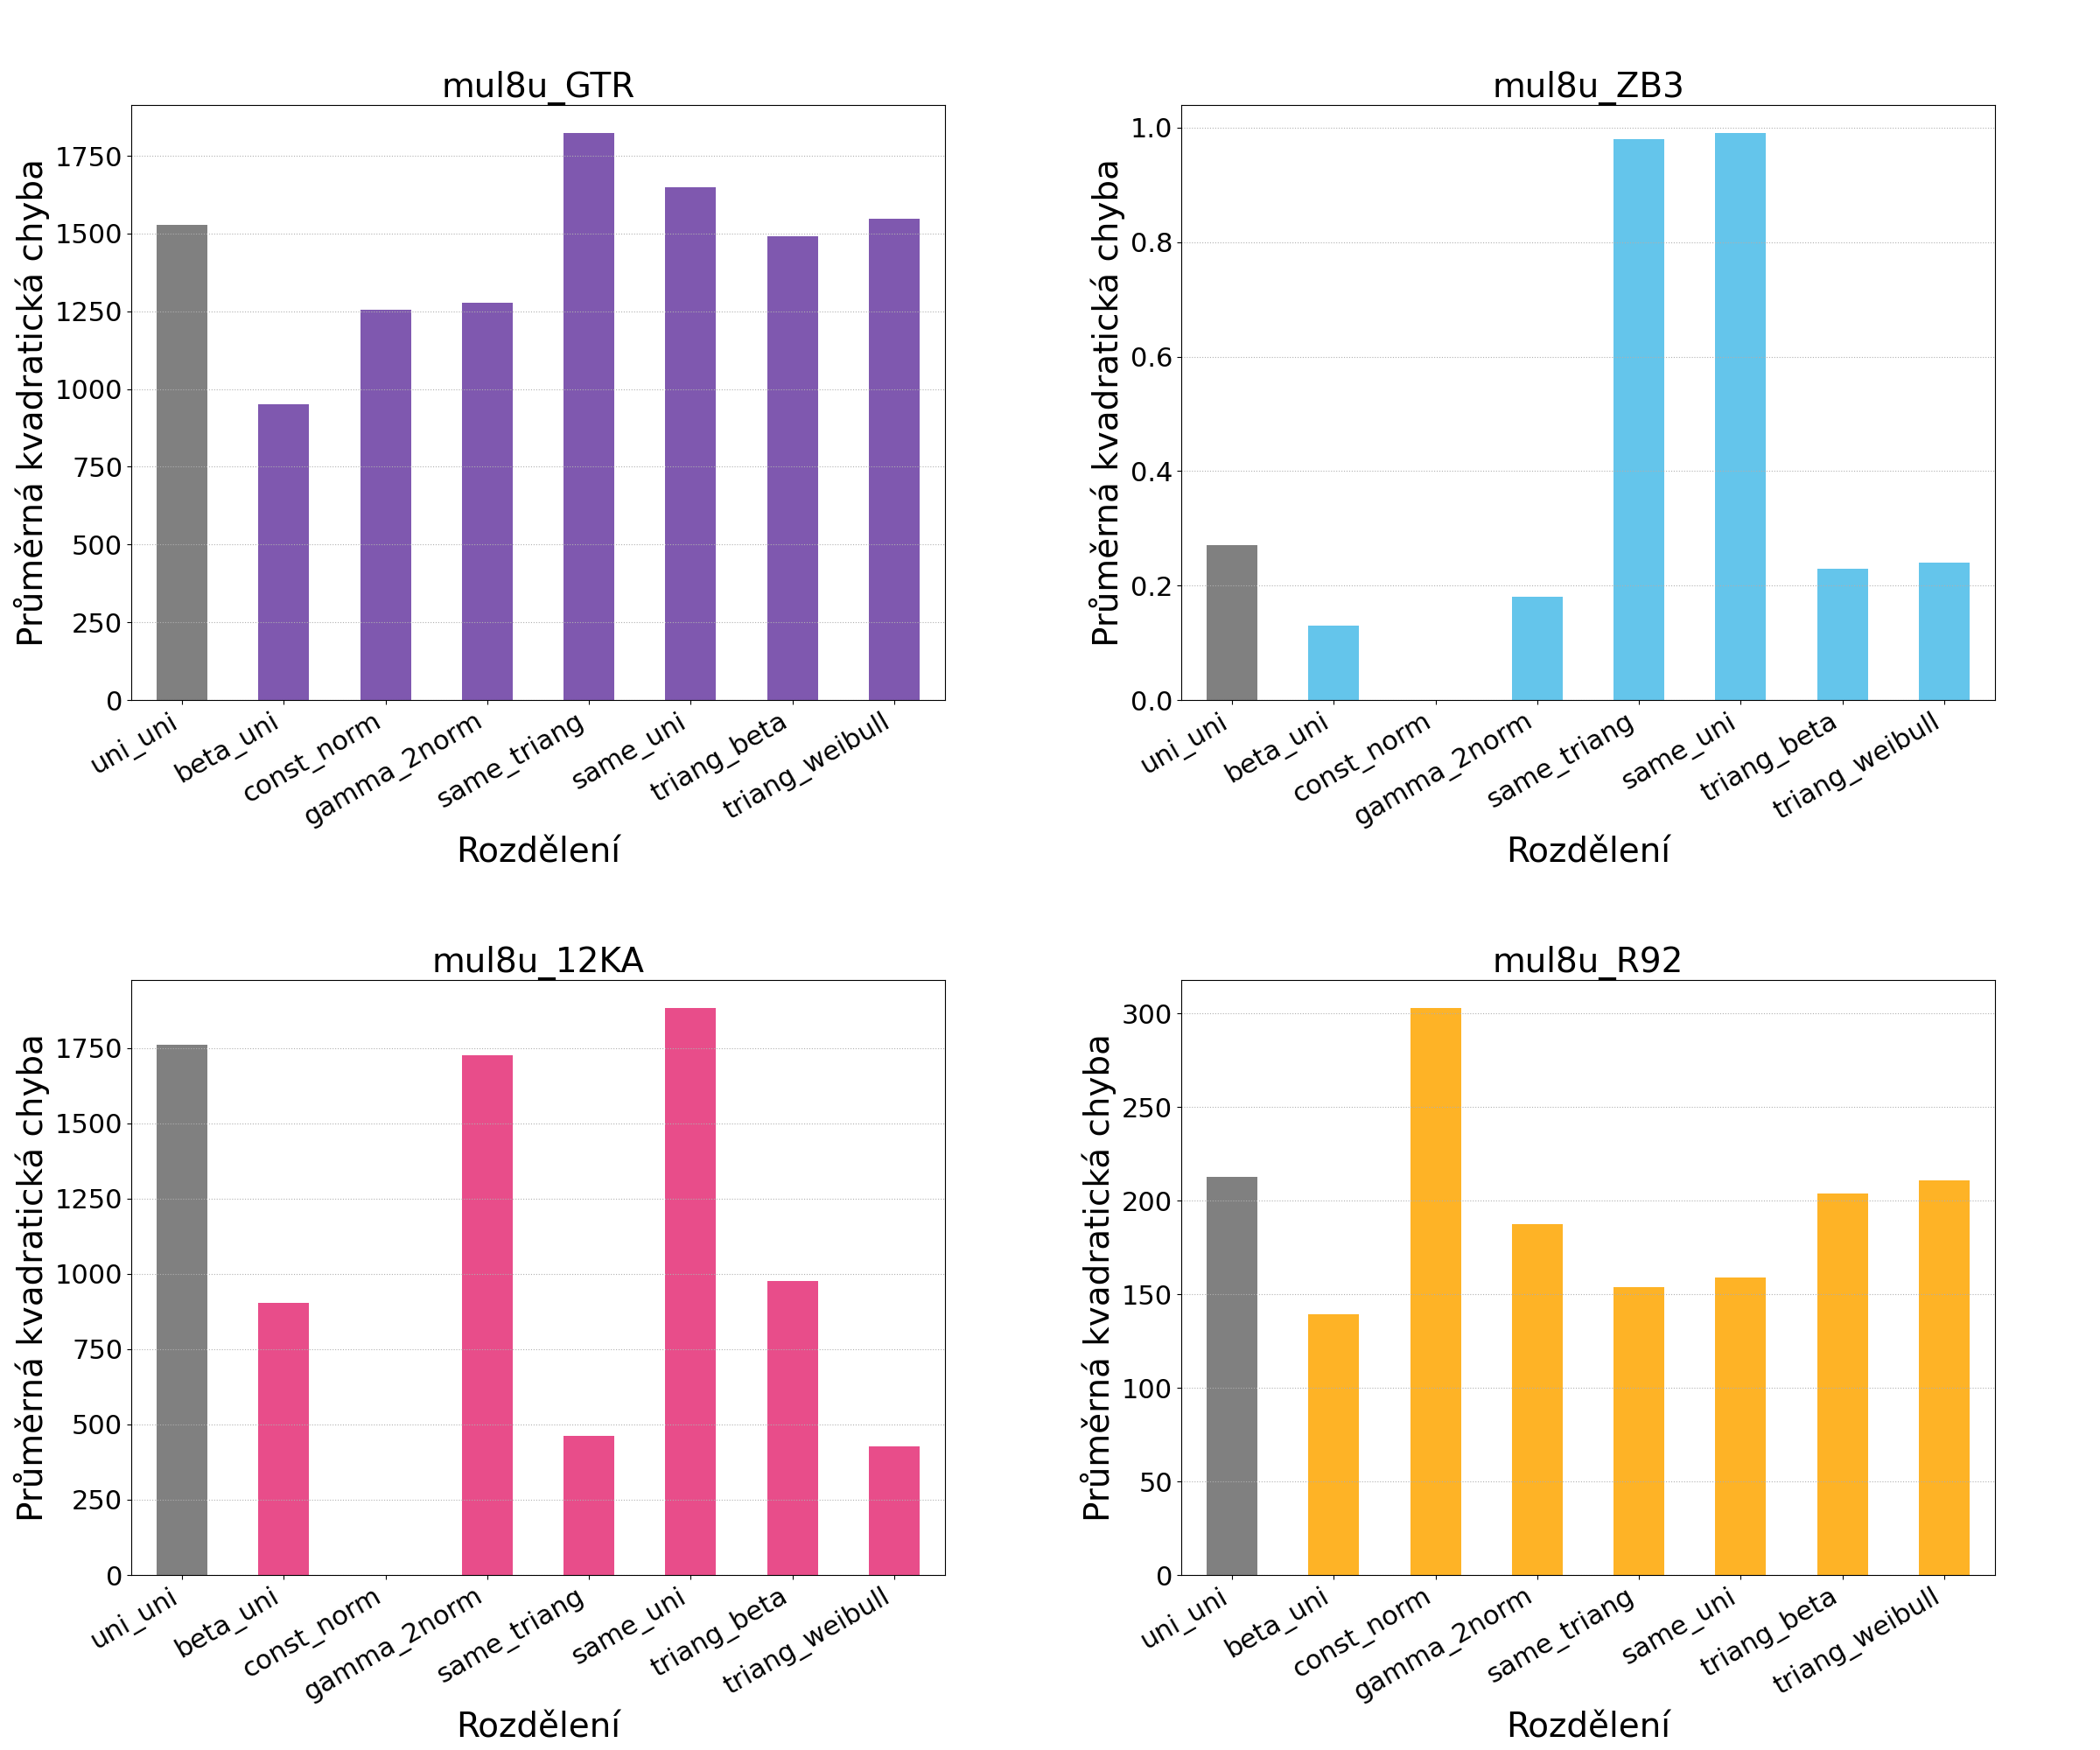 mul8u_GTR
Průměrná kvadratická chyba
1750
1500
1250
1000
750
500
250
0
uni_uni
beta_uni
const_norm
gamma_2norm
same_triang
same_uni
triang_beta
triang_weibull
Rozdělení
mul8u_ZB3
Průměrná kvadratická chyba
1.0
0.8
0.6
0.4
0.2
0.0
uni_uni
beta_uni
const_norm
gamma_2norm
same_triang
same_uni
triang_beta
triang_weibull
Rozdělení
mul8u_12KA
Průměrná kvadratická chyba
1750
1500
1250
1000
750
500
250
0
uni_uni
beta_uni
const_norm
gamma_2norm
same_triang
same_uni
triang_beta
triang_weibull
Rozdělení
mul8u_R92
Průměrná kvadratická chyba
300
250
200
150
100
50
0
uni_uni
beta_uni
const_norm
gamma_2norm
same_triang
same_uni
triang_beta
triang_weibull
Rozdělení